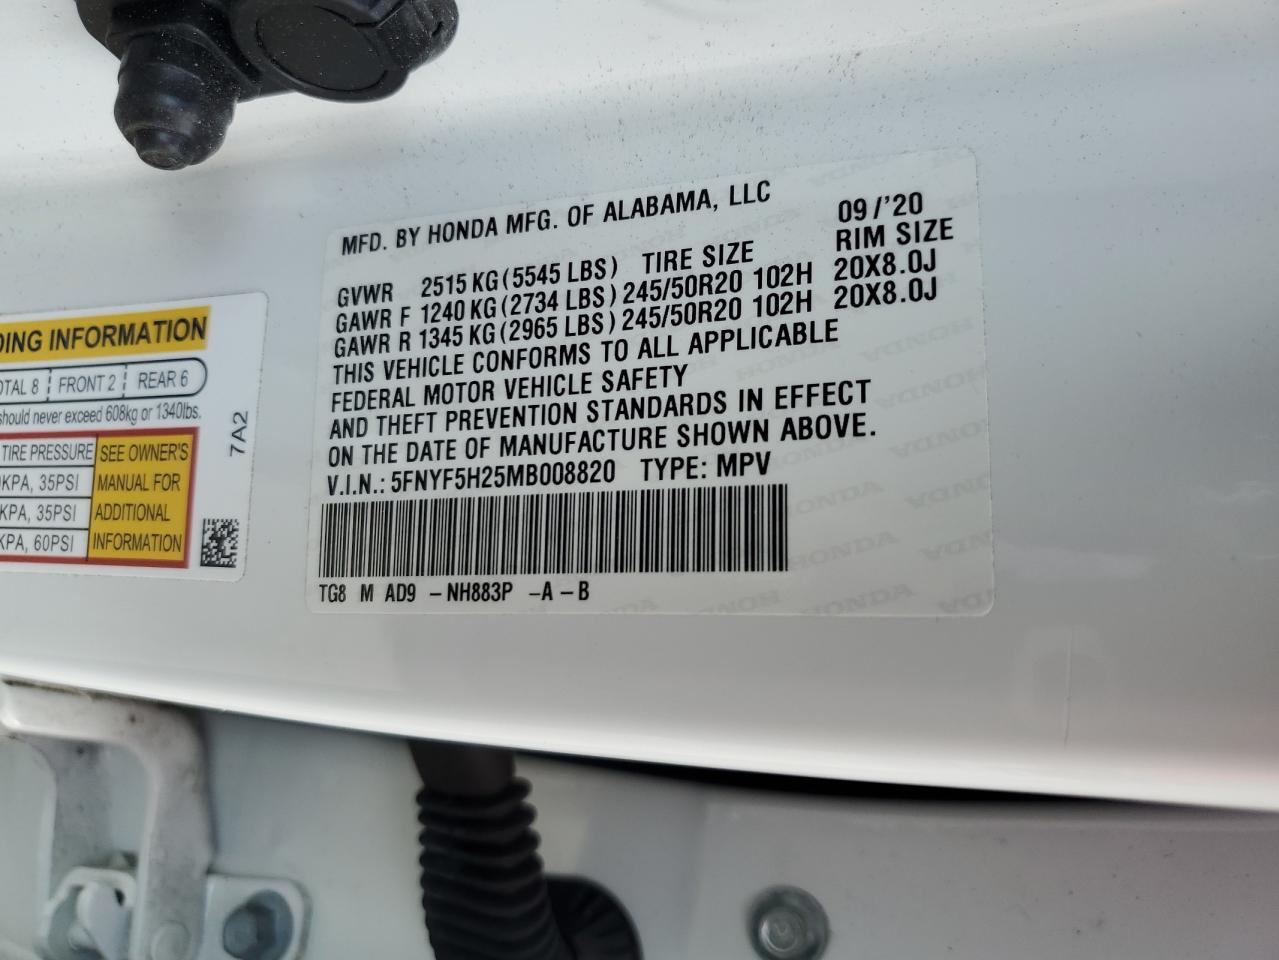 MFD. BY HONDA MFG. OF ALABAMA, LLC 09/'20
TIRE SIZE RIM SIZE
GVWR 2515 KG (5545 LBS)
GAWR F 1240 KG (2734 LBS) 245/50R20 102H 20X8.0J
GAWR R 1345 KG (2965 LBS) 245/50R20 102H 20X8.0J
THIS VEHICLE CONFORMS TO ALL APPLICABLE
FEDERAL MOTOR VEHICLE SAFETY
AND THEFT PREVENTION STANDARDS IN EFFECT
ON THE DATE OF MANUFACTURE SHOWN ABOVE.
V.I.N.: 5FNYF5H25MB008820 TYPE: MPV
TG8 M AD9 -NH883P -A -B
INFORMATION
8 FRONT 2 REAR 6
should never exceed 608kg or 1340lbs.
TIRE PRESSURE
KPA, 35PSI
KPA, 35PSI
KPA, 60PSI
SEE OWNER'S
MANUAL FOR
ADDITIONAL
INFORMATION
7A2
HONDA